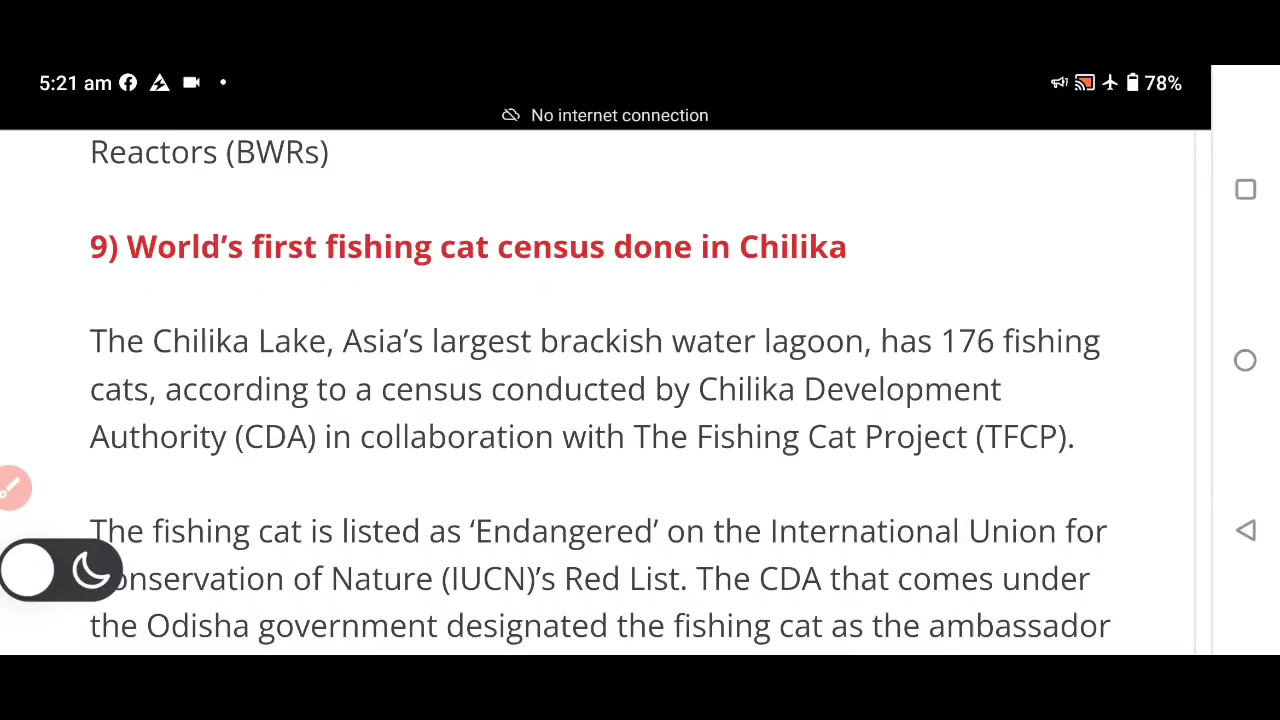 5:21 am
78%
No internet connection
Reactors (BWRs)
9) World’s first fishing cat census done in Chilika
The Chilika Lake, Asia’s largest brackish water lagoon, has 176 fishing
cats, according to a census conducted by Chilika Development
Authority (CDA) in collaboration with The Fishing Cat Project (TFCP).
The fishing cat is listed as ‘Endangered’ on the International Union for
Conservation of Nature (IUCN)’s Red List. The CDA that comes under
the Odisha government designated the fishing cat as the ambassador